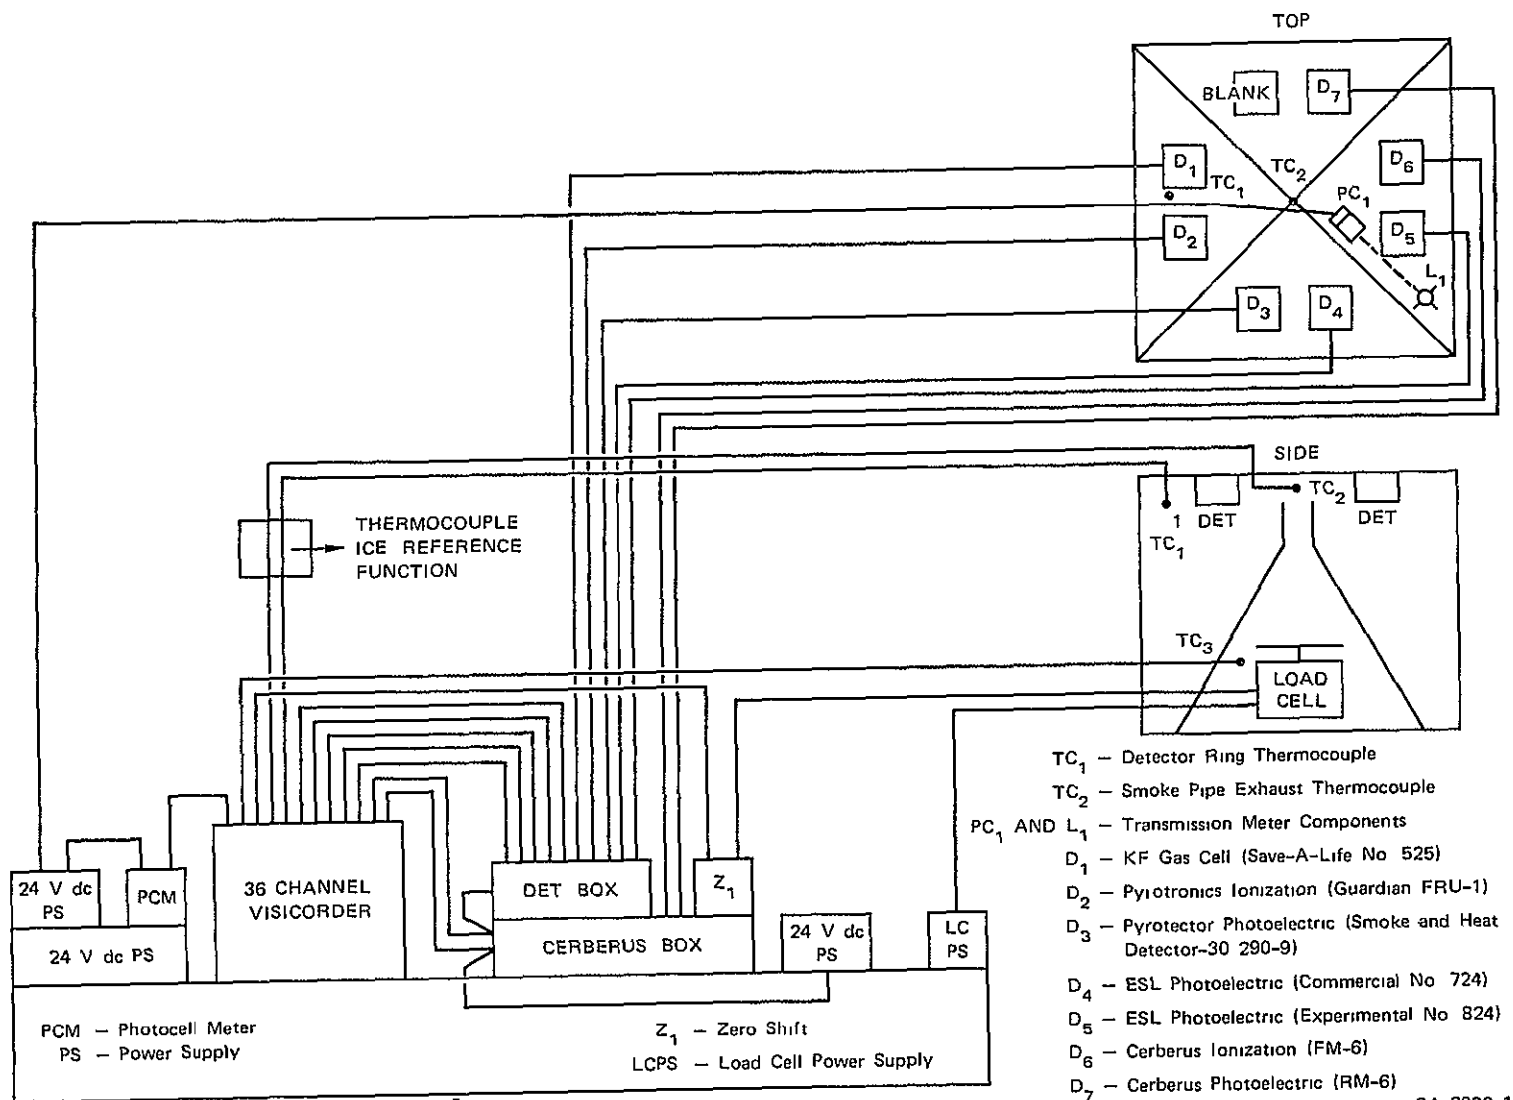 TOP
BLANK
D7
D1
TC1
TC2
D6
PC1
D2
D5
L1
D3
D4
SIDE
TC2
1
DET
DET
TC1
THERMOCOUPLE
ICE REFERENCE
FUNCTION
TC3
LOAD
CELL
TC1 – Detector Ring Thermocouple
TC2 – Smoke Pipe Exhaust Thermocouple
PC1 AND L1 – Transmission Meter Components
D1 – KF Gas Cell (Save-A-Life No 525)
D2 – Pyrotronics Ionization (Guardian FRU-1)
D3 – Pyrotector Photoelectric (Smoke and Heat
Detector-30 290-9)
D4 – ESL Photoelectric (Commercial No 724)
D5 – ESL Photoelectric (Experimental No 824)
D6 – Cerberus Ionization (FM-6)
D7 – Cerberus Photoelectric (RM-6)
24 V dc
PS
PCM
24 V dc PS
36 CHANNEL
VISICORDER
DET BOX
Z1
CERBERUS BOX
24 V dc
PS
LC
PS
PCM – Photocell Meter
PS – Power Supply
Z1 – Zero Shift
LCPS – Load Cell Power Supply